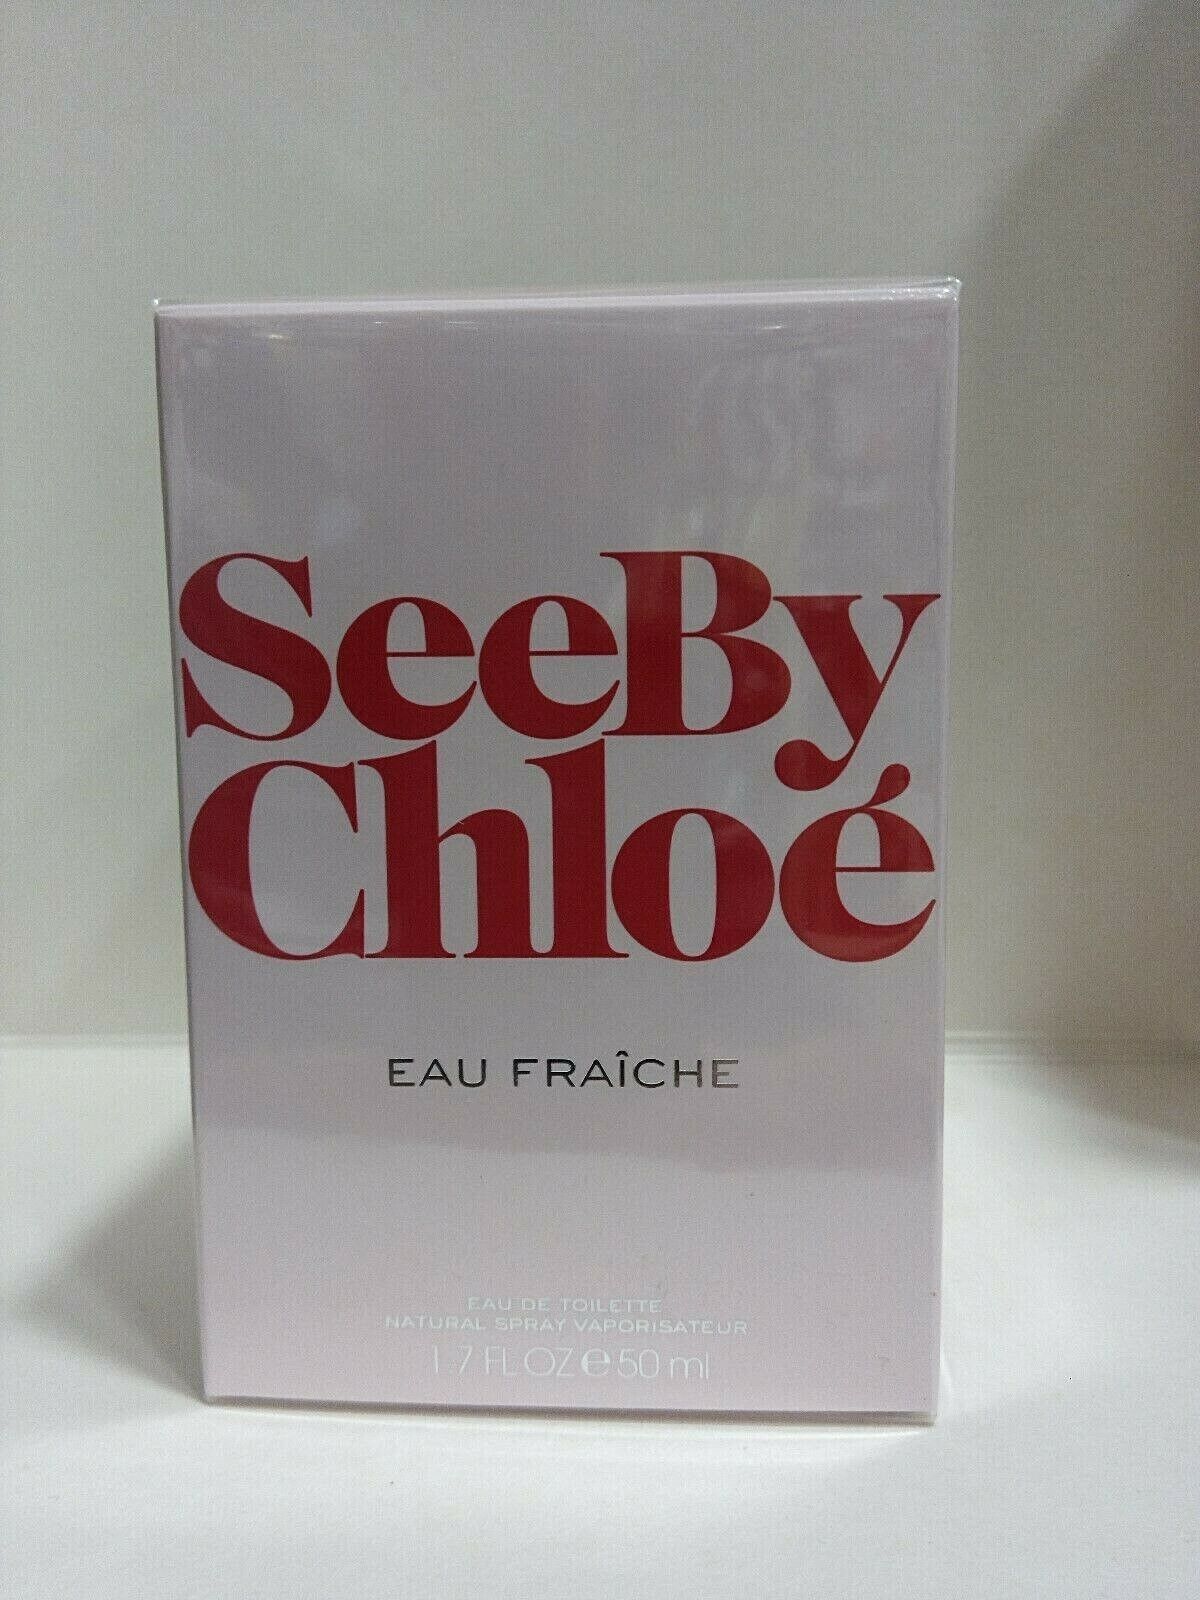 SeeBy
Chloé
EAU FRAÎCHE
EAU DE TOILETTE
NATURAL SPRAY VAPORISATEUR
1.7 FL OZ e 50 ml